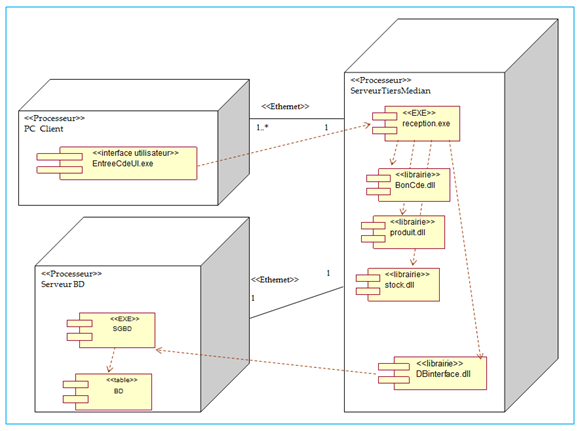 <<Processeur>>
PC Client
<<interface utilisateur>>
EntreeCdeUI.exe
<<Ethernet>>
1..*
1
<<Processeur>>
ServeurTiersMedian
<<EXE>>
reception.exe
<<librairie>>
BonCde.dll
<<librairie>>
produit.dll
<<librairie>>
stock.dll
<<librairie>>
DBinterface.dll
<<Ethernet>>
1
1
<<Processeur>>
Serveur BD
<<EXE>>
SGBD
<<table>>
BD